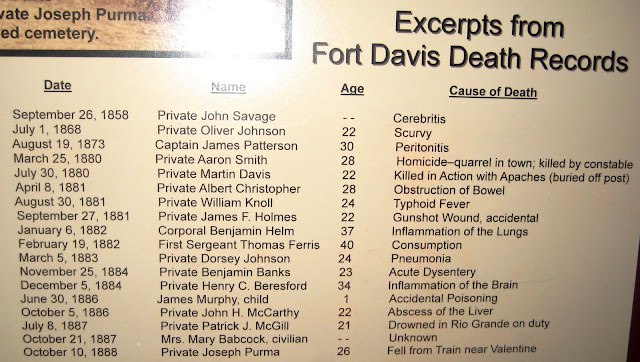 vate Joseph Purma
ed cemetery.
Excerpts from
Fort Davis Death Records
Date Name Age Cause of Death
September 26, 1858 Private John Savage -- Cerebritis
July 1, 1868 Private Oliver Johnson 22 Scurvy
August 19, 1873 Captain James Patterson 30 Peritonitis
March 25, 1880 Private Aaron Smith 28 Homicide–quarrel in town; killed by constable
July 30, 1880 Private Martin Davis 22 Killed in Action with Apaches (buried off post)
April 8, 1881 Private Albert Christopher 28 Obstruction of Bowel
August 30, 1881 Private William Knoll 24 Typhoid Fever
September 27, 1881 Private James F. Holmes 22 Gunshot Wound, accidental
January 6, 1882 Corporal Benjamin Helm 37 Inflamation of the Lungs
February 19, 1882 First Sergeant Thomas Ferris 40 Consumption
March 5, 1883 Private Dorsey Johnson 24 Pneumonia
November 25, 1884 Private Benjamin Banks 23 Acute Dysentery
December 5, 1884 Private Henry C. Beresford 34 Inflamation of the Brain
June 30, 1886 James Murphy, child 1 Accidental Poisoning
October 5, 1886 Private John H. McCarthy 22 Abscess of the Liver
July 8, 1887 Private Patrick J. McGill 21 Drowned in Rio Grande on duty
October 21, 1887 Mrs. Mary Babcock, civilian -- Unknown
October 10, 1888 Private Joseph Purma 26 Fell from Train near Valentine